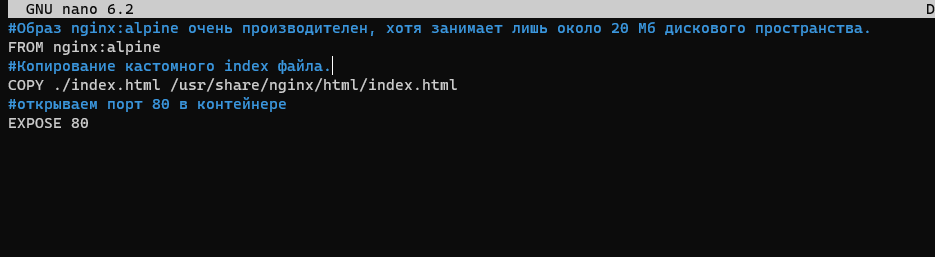 GNU nano 6.2 D
#Образ nginx:alpine очень производителен, хотя занимает лишь около 20 Мб дискового пространства.
FROM nginx:alpine
#Копирование кастомного index файла.
COPY ./index.html /usr/share/nginx/html/index.html
#открываем порт 80 в контейнере
EXPOSE 80